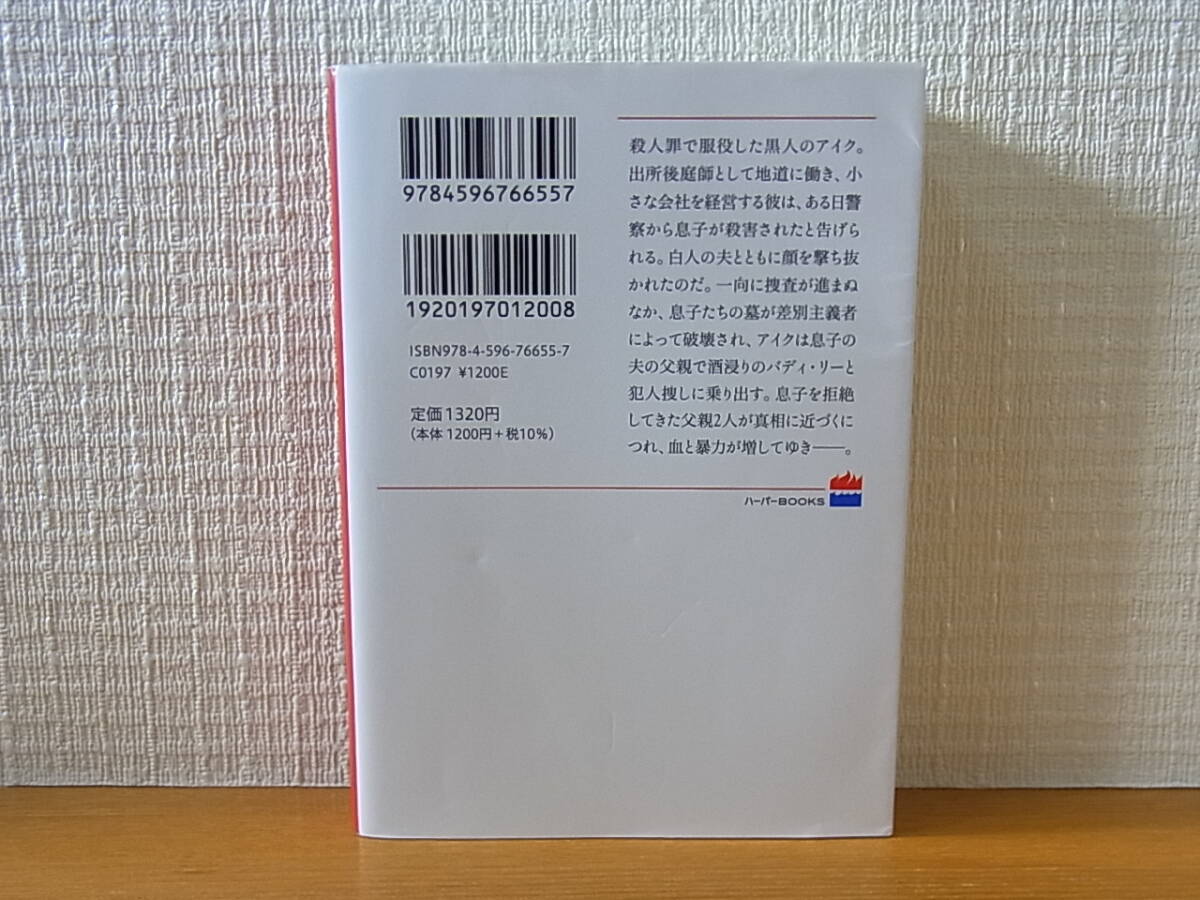 9784596766557
1920197012008
ISBN978-4-596-76655-7
C0197 ¥1200E
定価1320円
(本体1200円+税10%)
殺人罪で服役した黒人のアイク。
出所後庭師として地道に働き、小
さな会社を経営する彼は、ある日警
察から息子が殺害されたと告げら
れる。白人の夫とともに顔を撃ち抜
かれたのだ。一向に捜査が進まぬ
なか、息子たちの墓が差別主義者
によって破壊され、アイクは息子の
夫の父親で酒浸りのバディ・リーと
犯人捜しに乗り出す。息子を拒絶
してきた父親2人が真相に近づくに
つれ、血と暴力が増してゆき――。
ハーパーBOOKS